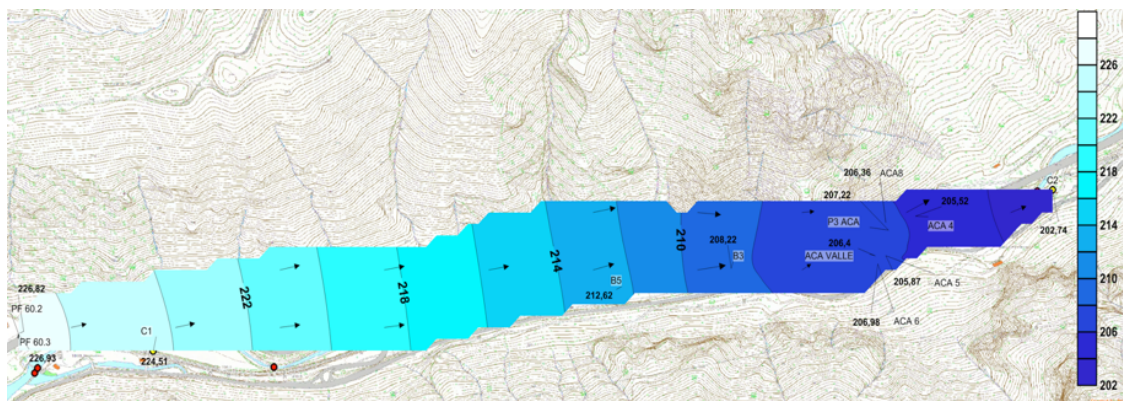 226
222
218
214
210
206
202
206,36
ACA8
C2
207,22
205,52
P3 ACA
ACA 4
206,4
ACA VALLE
202,74
210
208,22
B3
214
B5
212,62
205,87
ACA 5
206,98
ACA 6
218
222
226,82
PF 60.2
C1
PF 60.3
226,93
224,51